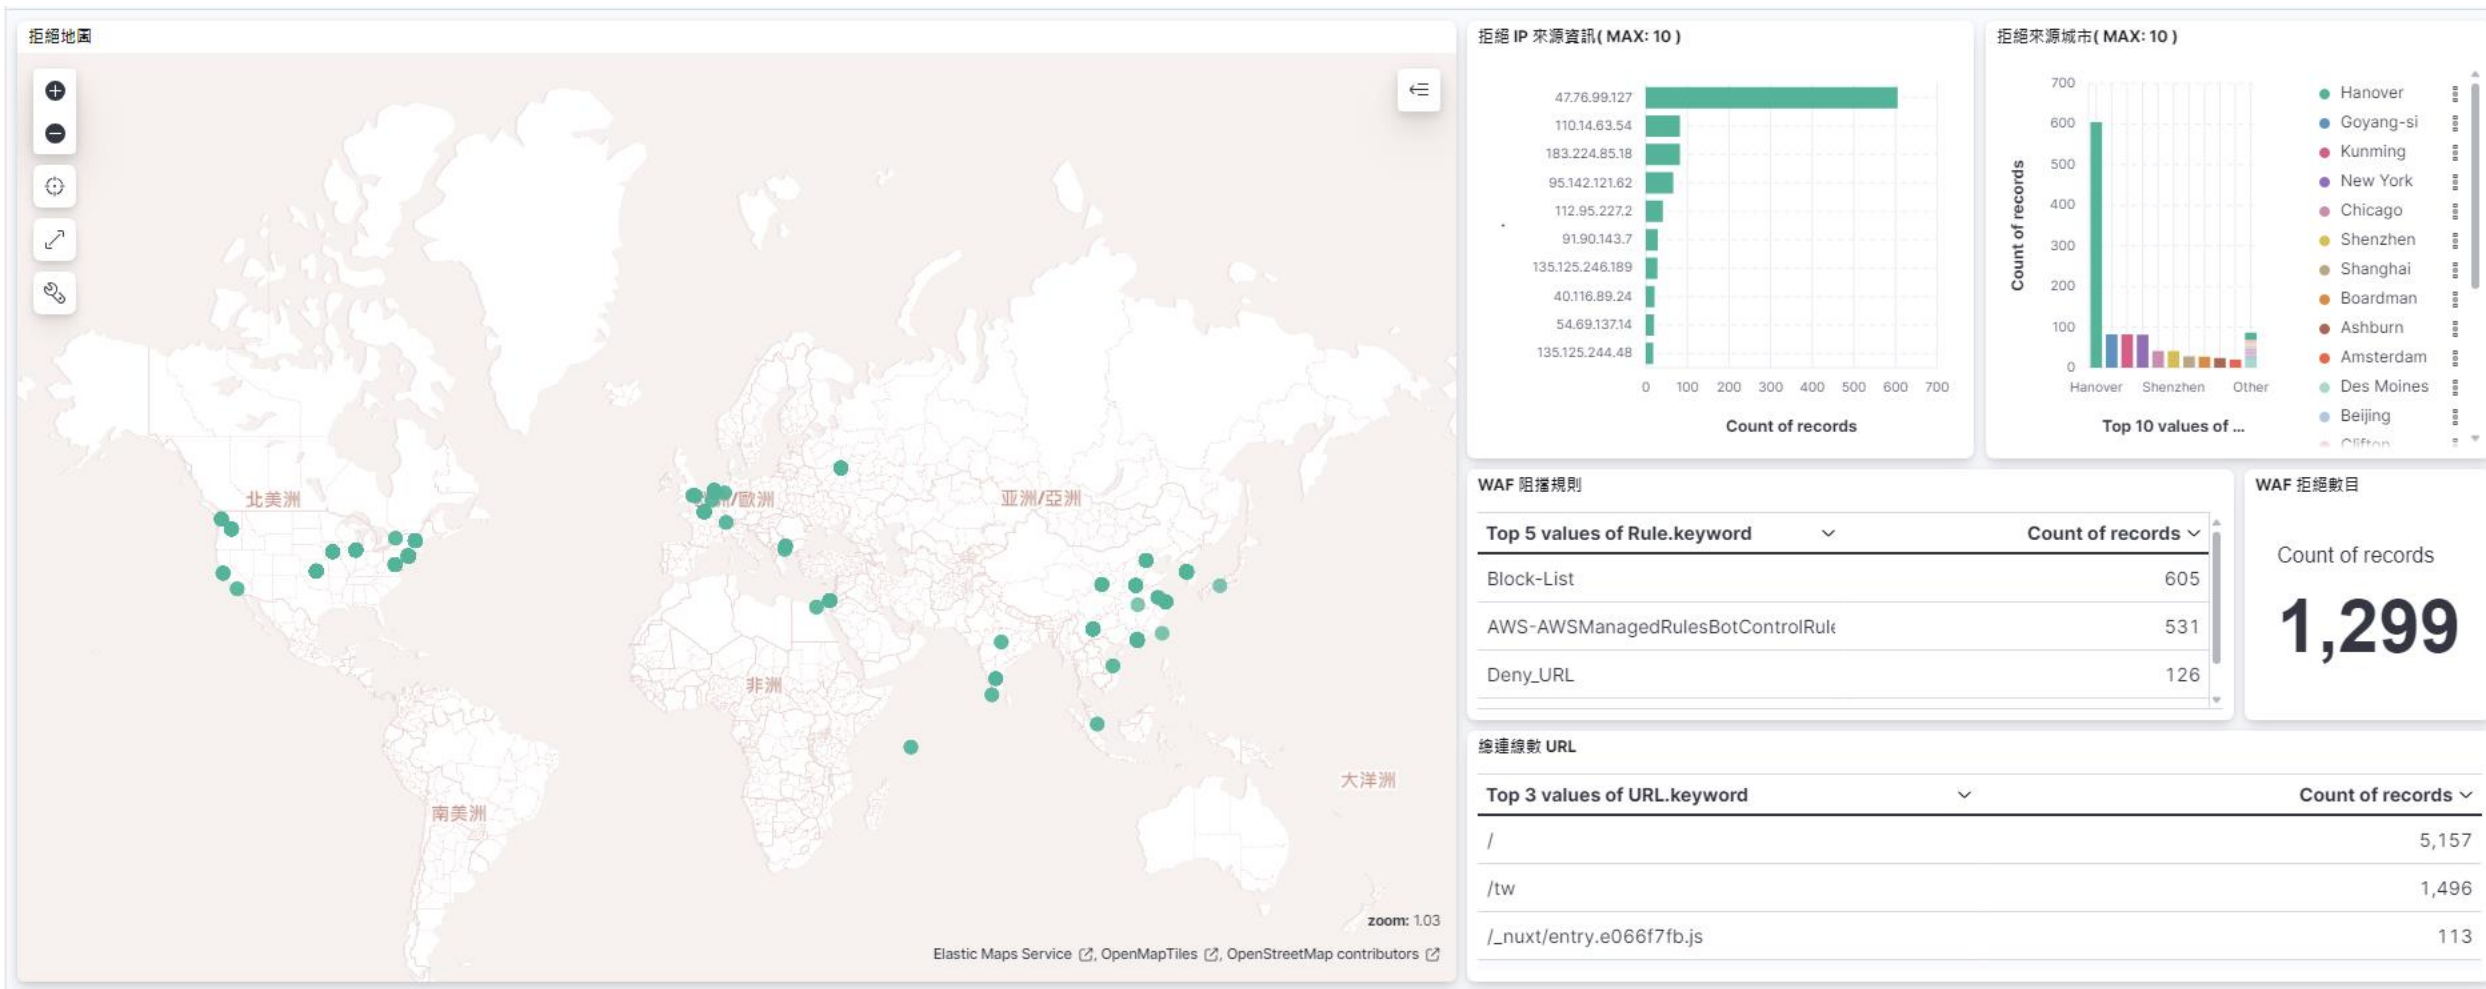 拒絕地圖
北美洲
/歐洲
亚洲/亞洲
非洲
南美洲
大洋洲
zoom: 1.03
Elastic Maps Service, OpenMapTiles, OpenStreetMap contributors
拒絕 IP 來源資訊( MAX: 10 )
47.76.99.127
110.14.63.54
183.224.85.18
95.142.121.62
112.95.227.2
91.90.143.7
135.125.246.189
40.116.89.24
54.69.137.14
135.125.244.48
0 100 200 300 400 500 600 700
Count of records
拒絕來源城市( MAX: 10 )
Count of records
700
600
500
400
300
200
100
0
Hanover Shenzhen Other
Top 10 values of ...
Hanover
Goyang-si
Kunming
New York
Chicago
Shenzhen
Shanghai
Boardman
Ashburn
Amsterdam
Des Moines
Beijing
Clifton
WAF 阻擋規則
Top 5 values of Rule.keyword Count of records
Block-List 605
AWS-AWSManagedRulesBotControlRule 531
Deny_URL 126
WAF 拒絕數目
Count of records
1,299
總連線數 URL
Top 3 values of URL.keyword Count of records
/ 5,157
/tw 1,496
/_nuxt/entry.e066f7fb.js 113